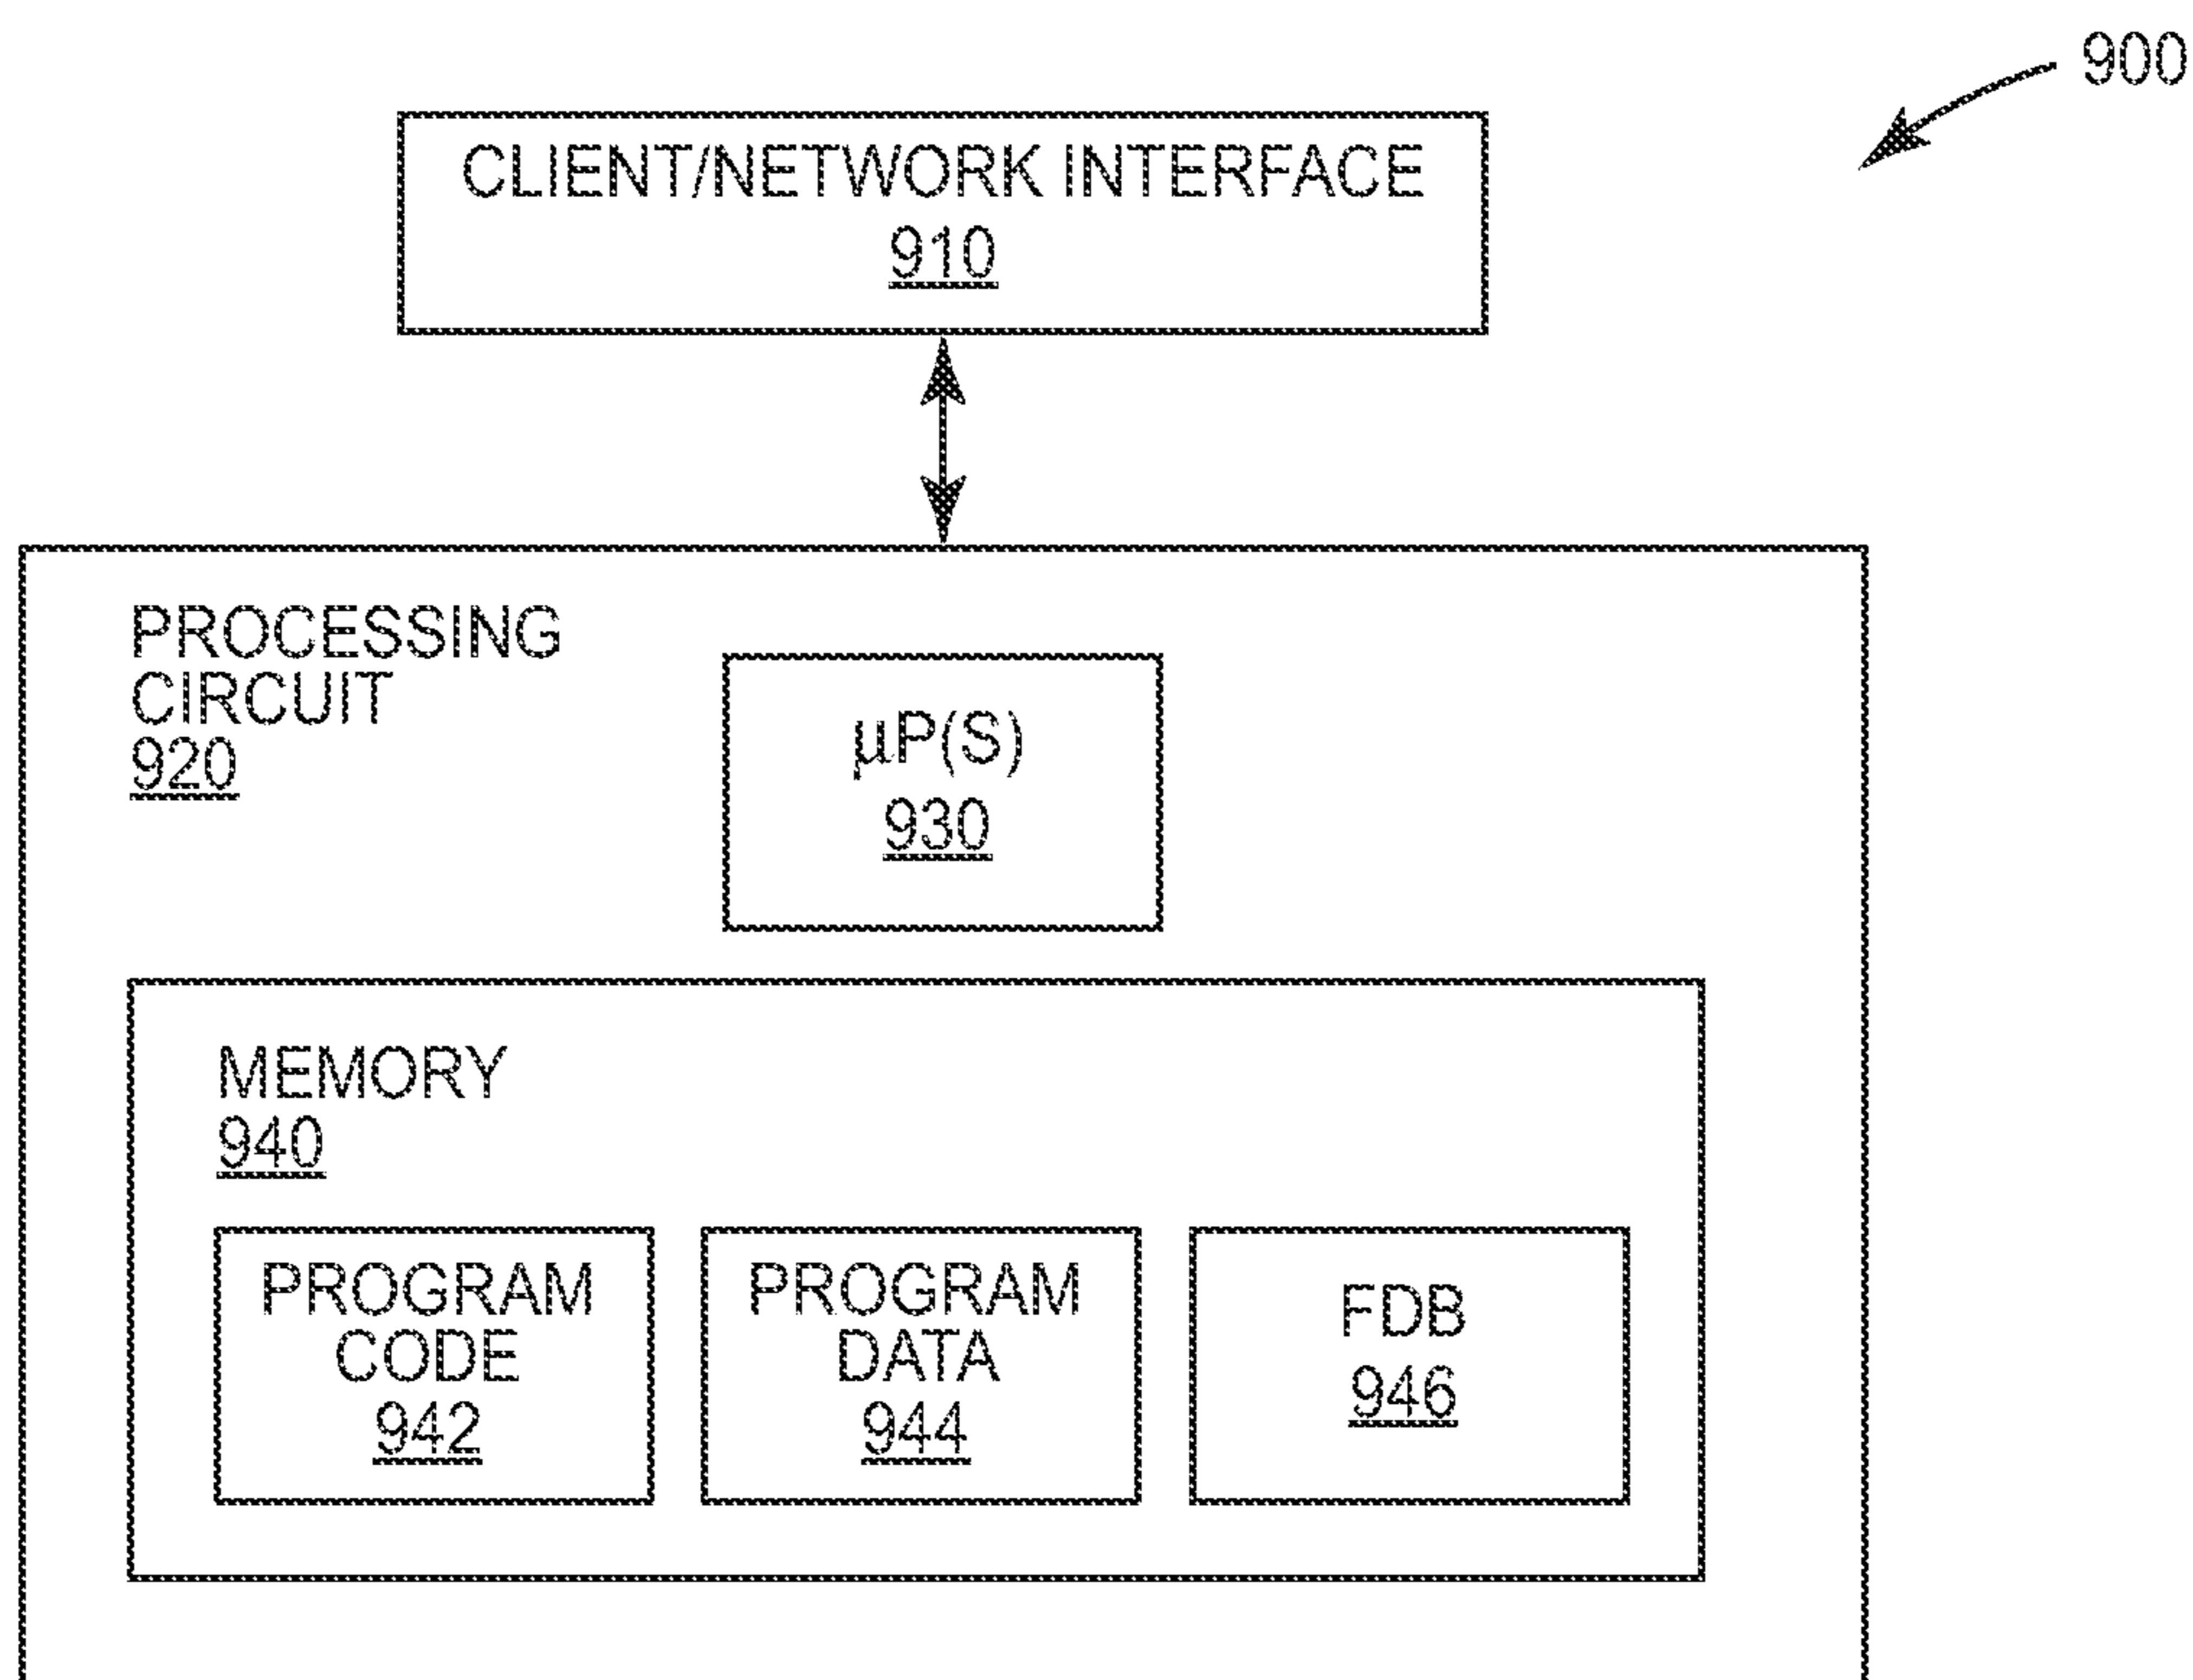 900
CLIENT/NETWORK INTERFACE
910
PROCESSING
CIRCUIT
920
µP(S)
930
MEMORY
940
PROGRAM
CODE
942
PROGRAM
DATA
944
FDB
946